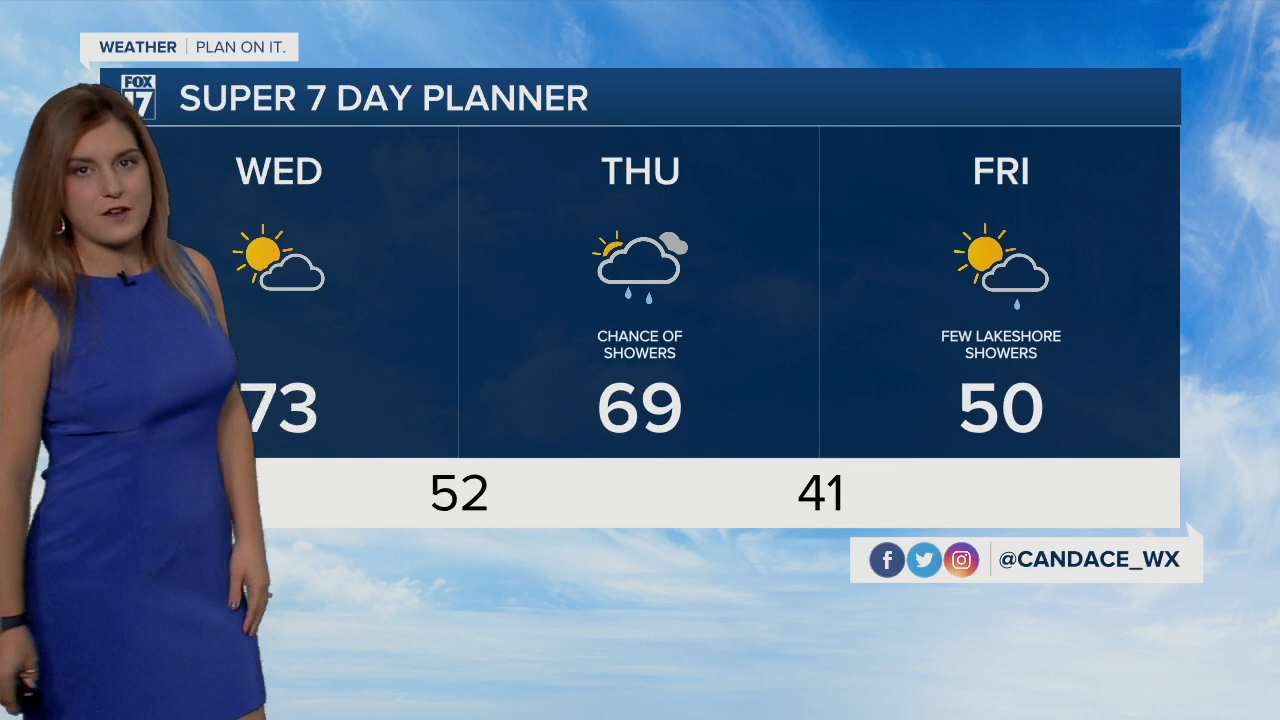 WEATHER | PLAN ON IT.
FOX
17
SUPER 7 DAY PLANNER
WED
THU
FRI
CHANCE OF
SHOWERS
FEW LAKESHORE
SHOWERS
73
69
50
52
41
@CANDACE_WX